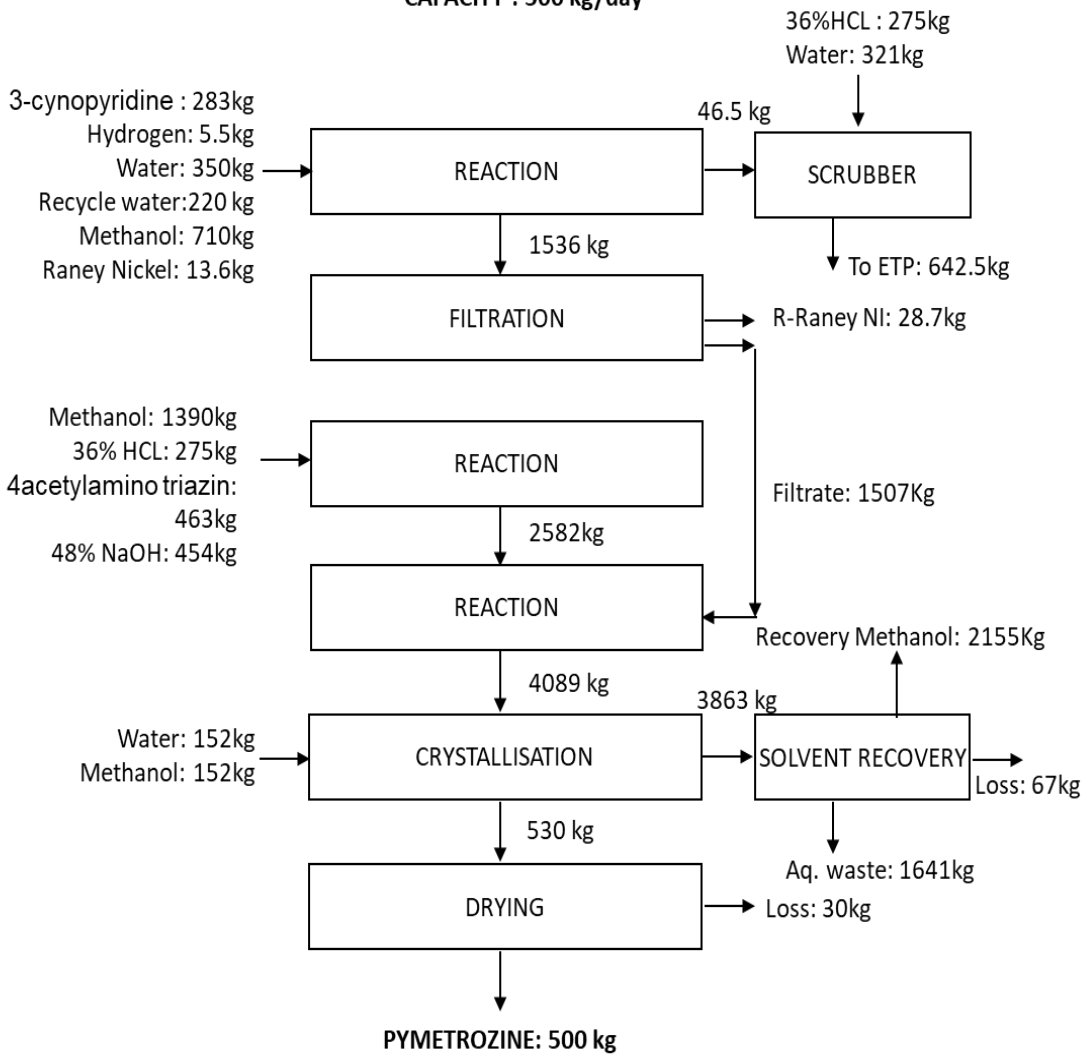 CAPACITY : 500 kg/day
36%HCL : 275kg
Water: 321kg
3-cynopyridine : 283kg
Hydrogen: 5.5kg
Water: 350kg
Recycle water:220 kg
Methanol: 710kg
Raney Nickel: 13.6kg
REACTION
46.5 kg
SCRUBBER
1536 kg
To ETP: 642.5kg
FILTRATION
R-Raney NI: 28.7kg
Methanol: 1390kg
36% HCL: 275kg
4acetylamino triazin:
463kg
48% NaOH: 454kg
REACTION
Filtrate: 1507Kg
2582kg
REACTION
Recovery Methanol: 2155Kg
4089 kg
3863 kg
Water: 152kg
Methanol: 152kg
CRYSTALLISATION
SOLVENT RECOVERY
Loss: 67kg
530 kg
Aq. waste: 1641kg
DRYING
Loss: 30kg
PYMETROZINE: 500 kg